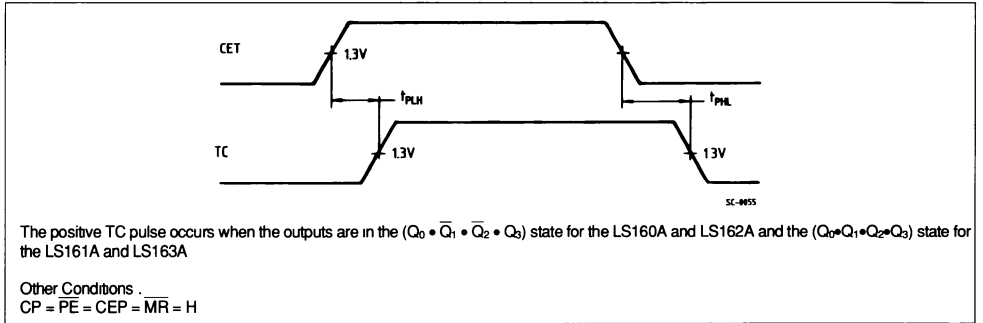 CET
1.3V
tPLH
tPHL
TC
1.3V
1 3V
SC-0055
The positive TC pulse occurs when the outputs are in the (Q0 • Q̅1 • Q̅2 • Q3) state for the LS160A and LS162A and the (Q0•Q1•Q2•Q3) state for
the LS161A and LS163A
Other Conditions .
CP = P̅E̅ = CEP = M̅R̅ = H